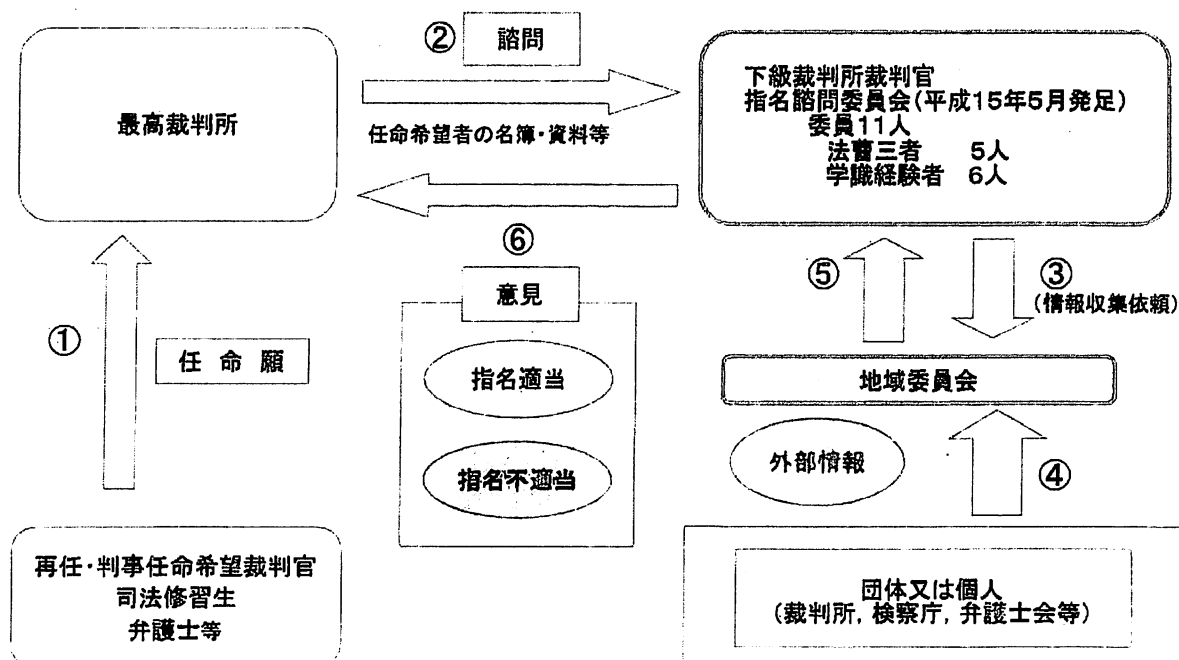 ② 諮問
最高裁判所
任命希望者の名簿・資料等
下級裁判所裁判官
指名諮問委員会(平成15年5月発足)
委員11人
法曹三者 5人
学識経験者 6人
⑥
意見
指名適当
指名不適当
①
任命願
⑤
③
(情報収集依頼)
地域委員会
外部情報
④
再任・判事任命希望裁判官
司法修習生
弁護士等
団体又は個人
(裁判所,検察庁,弁護士会等)